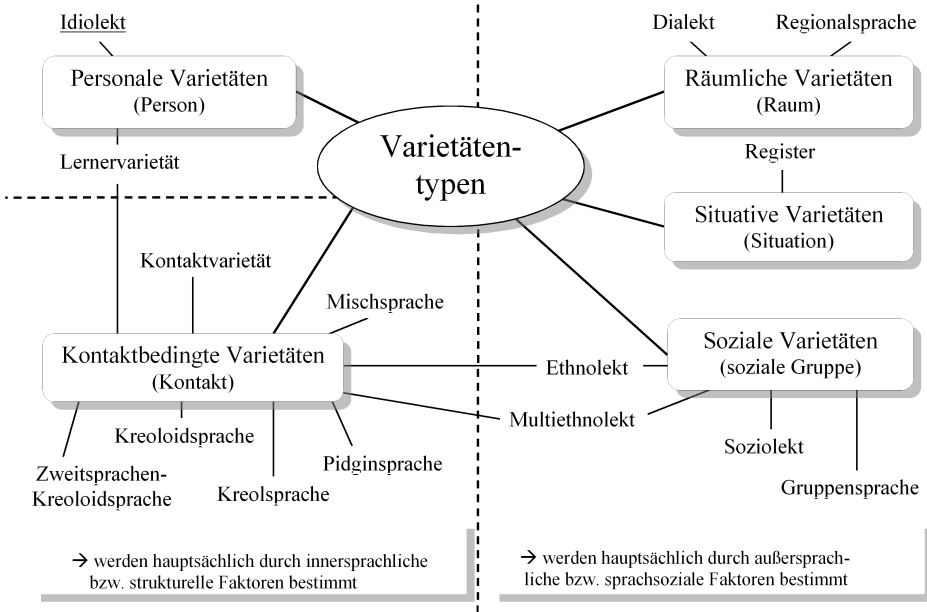 Idiolekt
Personale Varietäten
(Person)
Lernervarietät
Dialekt
Regionalsprache
Räumliche Varietäten
(Raum)
Varietäten-
typen
Register
Situative Varietäten
(Situation)
Kontaktvarietät
Mischsprache
Kontaktbedingte Varietäten
(Kontakt)
Soziale Varietäten
(soziale Gruppe)
Ethnolekt
Multiethnolekt
Kreoloidsprache
Zweitsprachen-
Kreoloidsprache
Kreolsprache
Pidginsprache
Soziolekt
Gruppensprache
→ werden hauptsächlich durch innersprachliche
bzw. strukturelle Faktoren bestimmt
→ werden hauptsächlich durch außersprach-
liche bzw. sprachsoziale Faktoren bestimmt